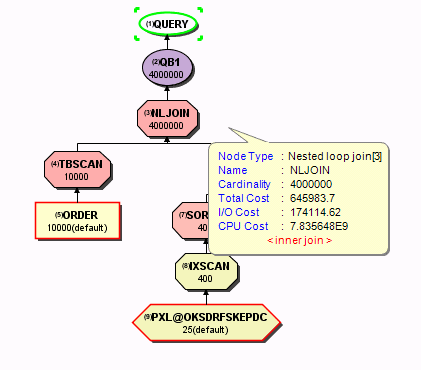 (1)QUERY
(2)QB1
4000000
(3)NLJOIN
4000000
(4)TBSCAN
10000
(5)ORDER
10000(default)
Node Type : Nested loop join[3]
Name : NLJOIN
Cardinality : 4000000
Total Cost : 645983.7
I/O Cost : 174114.62
CPU Cost : 7.835648E9
<inner join>
(7)SOR
40
(8)IXSCAN
400
(9)PXL@OKSDRFSKEPDC
25(default)